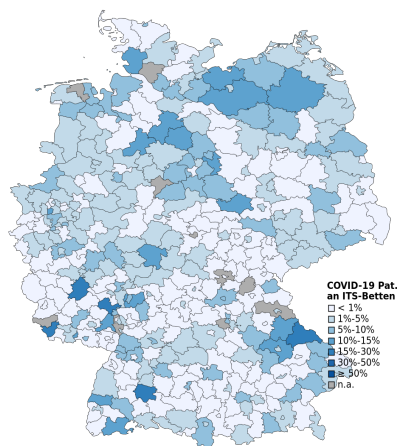 COVID-19 Pat.
an ITS-Betten
< 1%
1%-5%
5%-10%
10%-15%
15%-30%
30%-50%
≥ 50%
n.a.